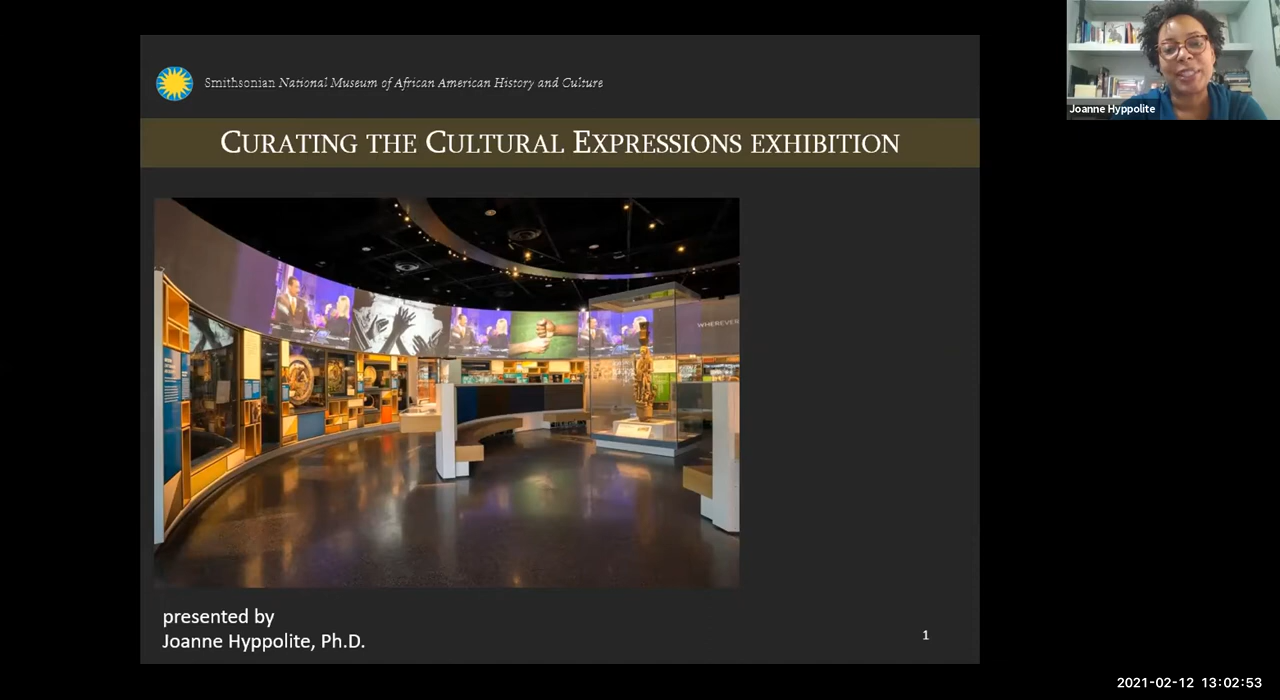 Smithsonian National Museum of African American History and Culture
CURATING THE CULTURAL EXPRESSIONS EXHIBITION
WHEREVER
presented by
Joanne Hyppolite, Ph.D.
1
Joanne Hyppolite
2021-02-12 13:02:53